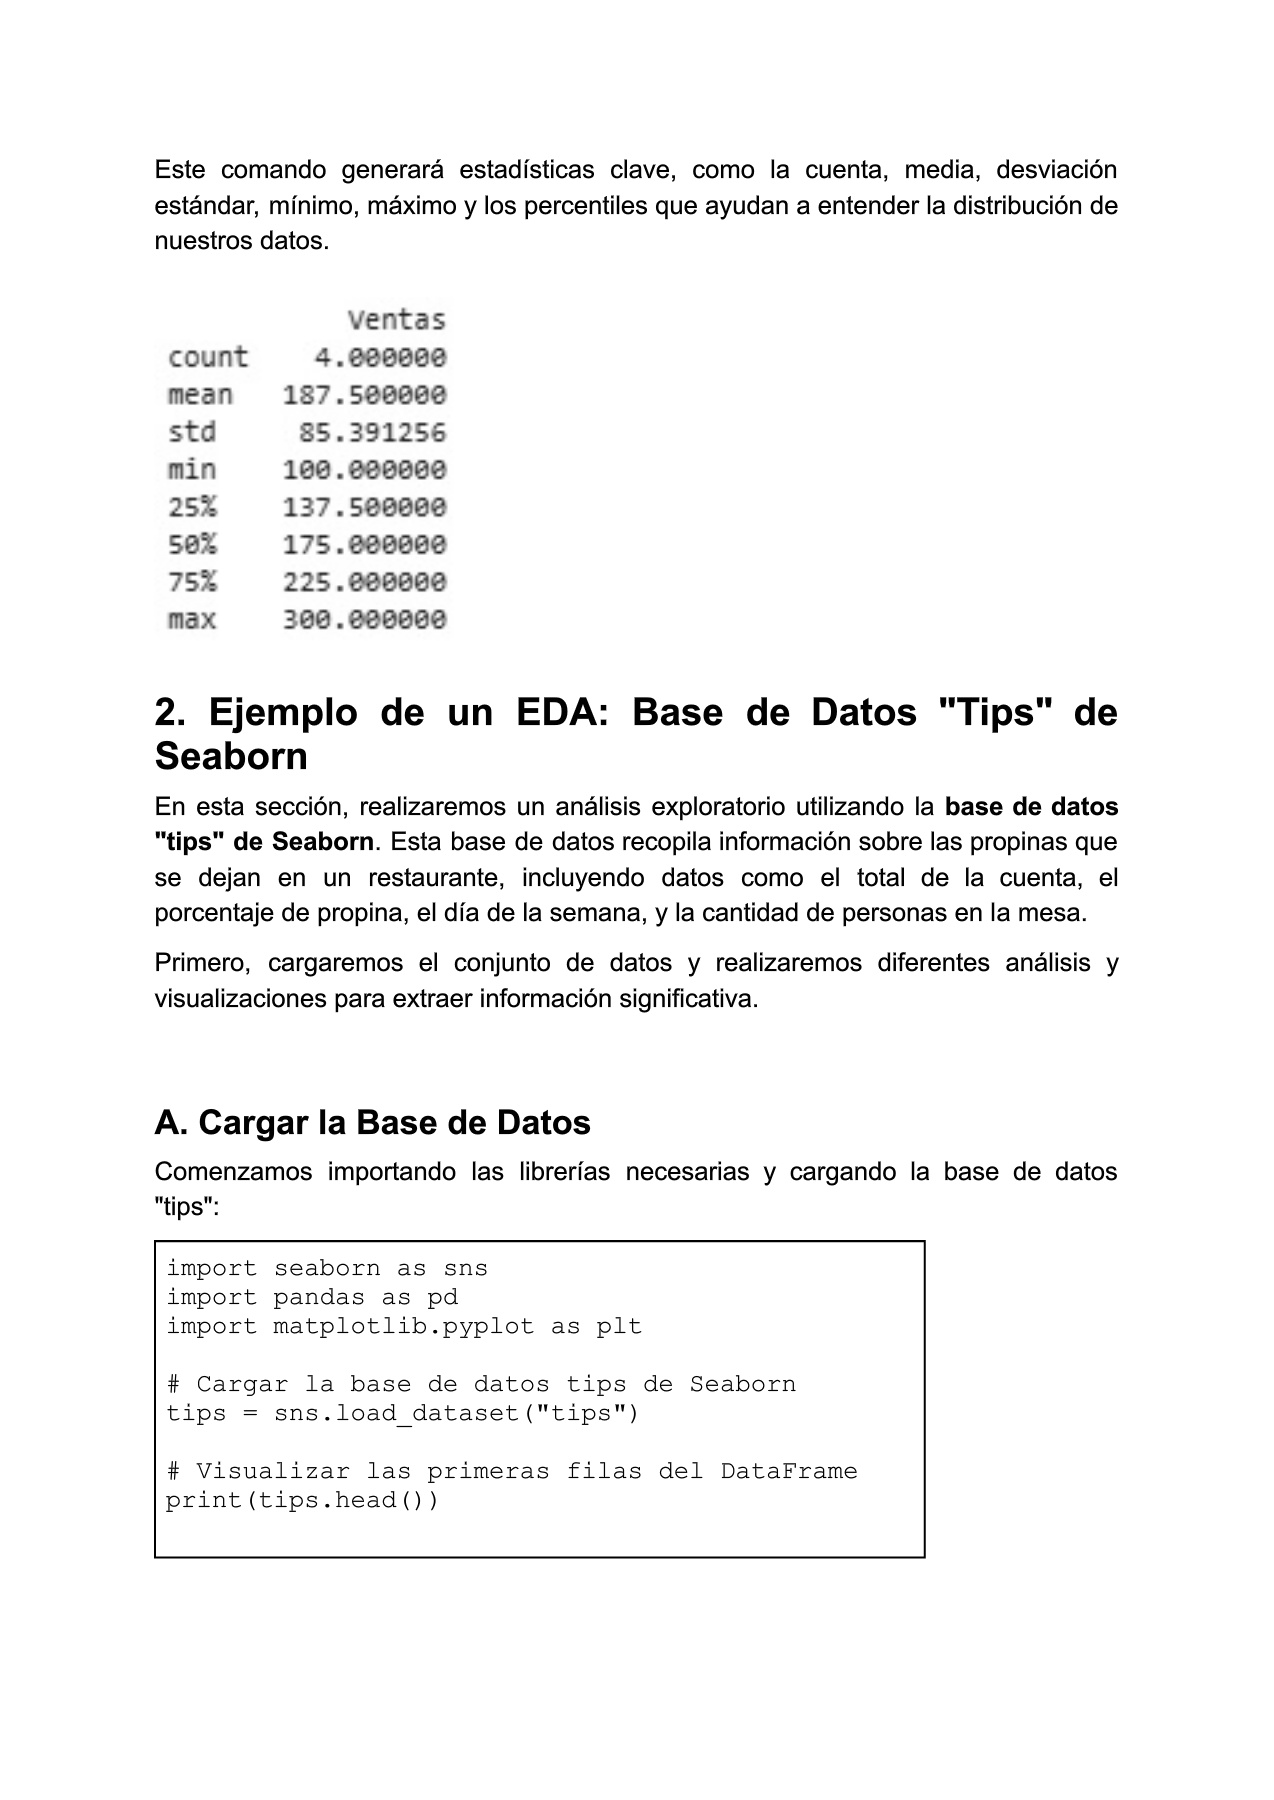 Este comando generará estadísticas clave, como la cuenta, media, desviación
estándar, mínimo, máximo y los percentiles que ayudan a entender la distribución de
nuestros datos.
Ventas
count 4.000000
mean 187.500000
std 85.391256
min 100.000000
25% 137.500000
50% 175.000000
75% 225.000000
max 300.000000
2. Ejemplo de un EDA: Base de Datos "Tips" de
Seaborn
En esta sección, realizaremos un análisis exploratorio utilizando la base de datos
"tips" de Seaborn. Esta base de datos recopila información sobre las propinas que
se dejan en un restaurante, incluyendo datos como el total de la cuenta, el
porcentaje de propina, el día de la semana, y la cantidad de personas en la mesa.
Primero, cargaremos el conjunto de datos y realizaremos diferentes análisis y
visualizaciones para extraer información significativa.
A. Cargar la Base de Datos
Comenzamos importando las librerías necesarias y cargando la base de datos
"tips":
import seaborn as sns
import pandas as pd
import matplotlib.pyplot as plt
# Cargar la base de datos tips de Seaborn
tips = sns.load_dataset("tips")
# Visualizar las primeras filas del DataFrame
print(tips.head())